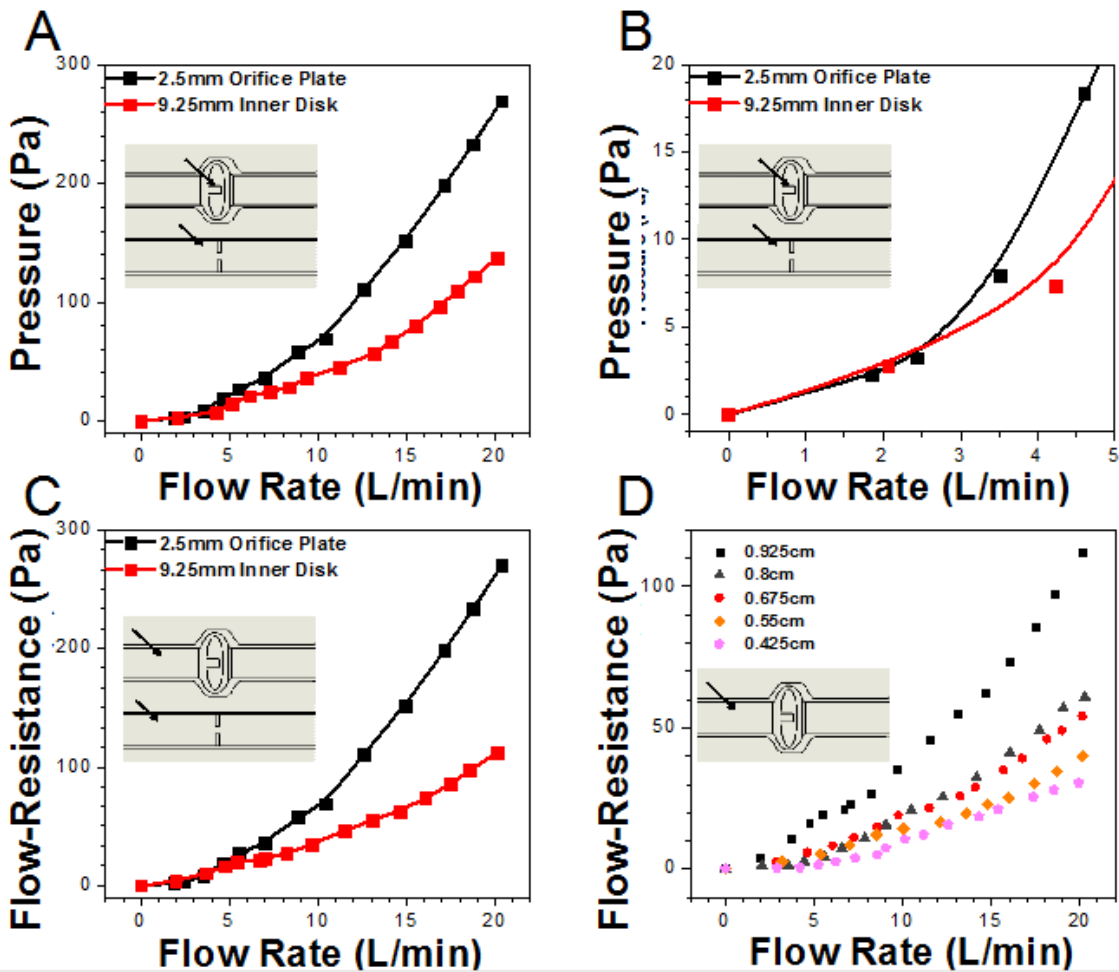 A
Pressure (Pa)
300
200
100
0
2.5mm Orifice Plate
9.25mm Inner Disk
0 5 10 15 20
Flow Rate (L/min)
B
Pressure (Pa)
20
15
10
5
0
2.5mm Orifice Plate
9.25mm Inner Disk
0 1 2 3 4 5
Flow Rate (L/min)
C
Flow-Resistance (Pa)
300
200
100
0
2.5mm Orifice Plate
9.25mm Inner Disk
0 5 10 15 20
Flow Rate (L/min)
D
Flow-Resistance (Pa)
100
50
0
0.925cm
0.8cm
0.675cm
0.55cm
0.425cm
0 5 10 15 20
Flow Rate (L/min)